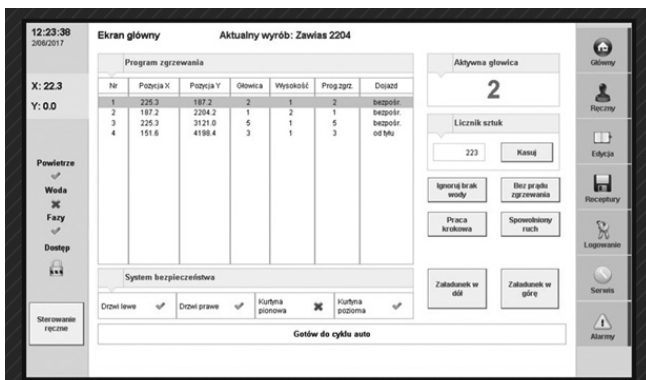 12:23:38
2/06/2017
Ekran główny
Aktualny wyrób: Zawias 2204
X: 22.3
Y: 0.0
Powietrze
Woda
Fazy
Dostęp
Sterowanie
ręczne
Program zgrzewania
Nr Pozycja X Pozycja Y Głowica Wysokość Prog.zgrz. Dojazd
1 225.3 187.2 2 1 2 bezpośr.
2 187.2 2204.2 1 2 1 bezpośr.
3 225.3 3121.0 5 1 5 bezpośr.
4 151.6 4198.4 3 1 3 od tyłu
System bezpieczeństwa
Drzwi lewe
Drzwi prawe
Kurtyna
pionowa
Kurtyna
pozioma
Gotów do cyklu auto
Aktywna głowica
2
Licznik sztuk
223
Kasuj
Ignoruj brak
wody
Bez prądu
zgrzewania
Praca
krokowa
Spowolniony
ruch
Załadunek w
dół
Załadunek w
górę
Główny
Ręczny
Edycja
Receptury
Logowanie
Serwis
Alarmy